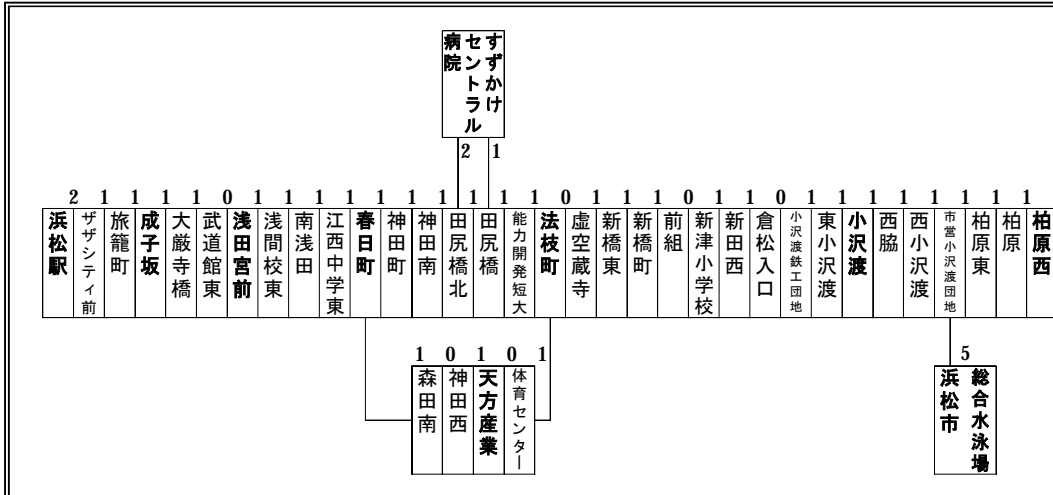 すずかけ
セントラル
病院
2 1
2 1 1 1 1 0 1 1 1 1 1 1 1 1 1 1 0 1 1 1 0 1 1 0 1 1 1 1 1 1 1 1
浜松駅
ザザシティ前
旅籠町
成子坂
大厳寺橋
武道館東
浅田宮前
浅間校東
南浅田
江西中学東
春日町
神田町
神田南
田尻橋北
田尻橋
能力開発短大
法枝町
虚空蔵寺
新橋東
新橋町
前組
新津小学校
新田西
倉松入口
小沢渡鉄工団地
東小沢渡
小沢渡
西脇
西小沢渡
市営小沢渡団地
柏原東
柏原
柏原西
1 0 1 0 1
森田南
神田西
天方産業
体育センター
5
浜松市
総合水泳場